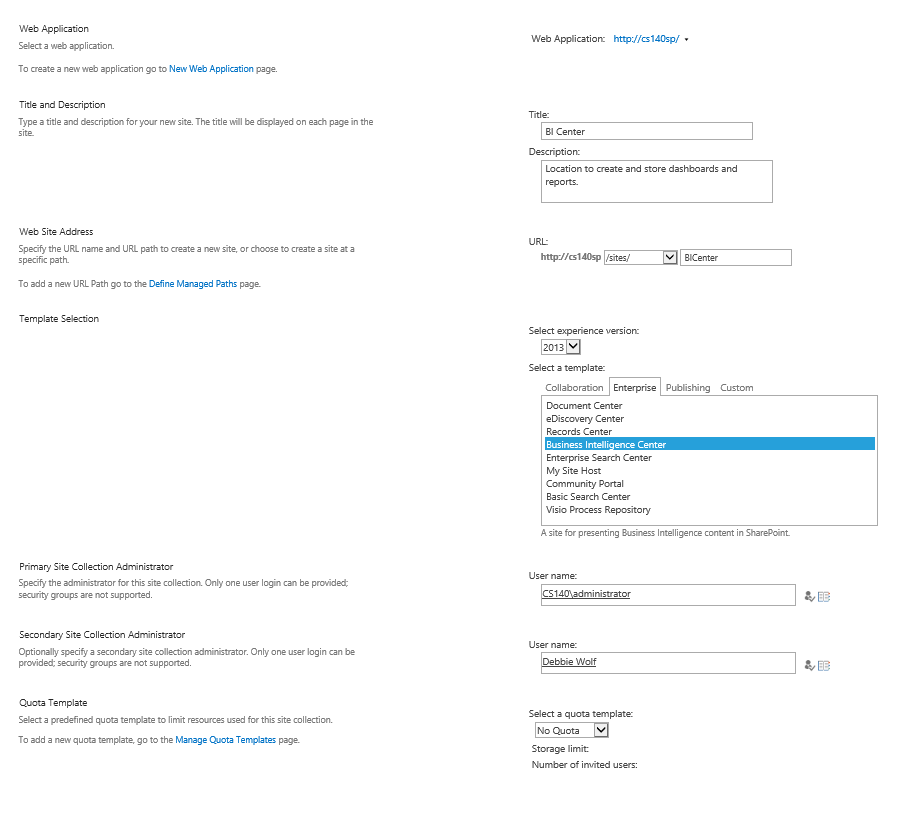 Web Application
Select a web application.
To create a new web application go to New Web Application page.
Web Application: http://cs140sp/
Title and Description
Type a title and description for your new site. The title will be displayed on each page in the
site.
Title:
BI Center
Description:
Location to create and store dashboards and
reports.
Web Site Address
Specify the URL name and URL path to create a new site, or choose to create a site at a
specific path.
To add a new URL Path go to the Define Managed Paths page.
URL:
http://cs140sp /sites/ BICenter
Template Selection
Select experience version:
2013
Select a template:
Collaboration Enterprise Publishing Custom
Document Center
eDiscovery Center
Records Center
Business Intelligence Center
Enterprise Search Center
My Site Host
Community Portal
Basic Search Center
Visio Process Repository
A site for presenting Business Intelligence content in SharePoint.
Primary Site Collection Administrator
Specify the administrator for this site collection. Only one user login can be provided;
security groups are not supported.
User name:
CS140\administrator
Secondary Site Collection Administrator
Optionally specify a secondary site collection administrator. Only one user login can be
provided; security groups are not supported.
User name:
Debbie Wolf
Quota Template
Select a predefined quota template to limit resources used for this site collection.
To add a new quota template, go to the Manage Quota Templates page.
Select a quota template:
No Quota
Storage limit:
Number of invited users: